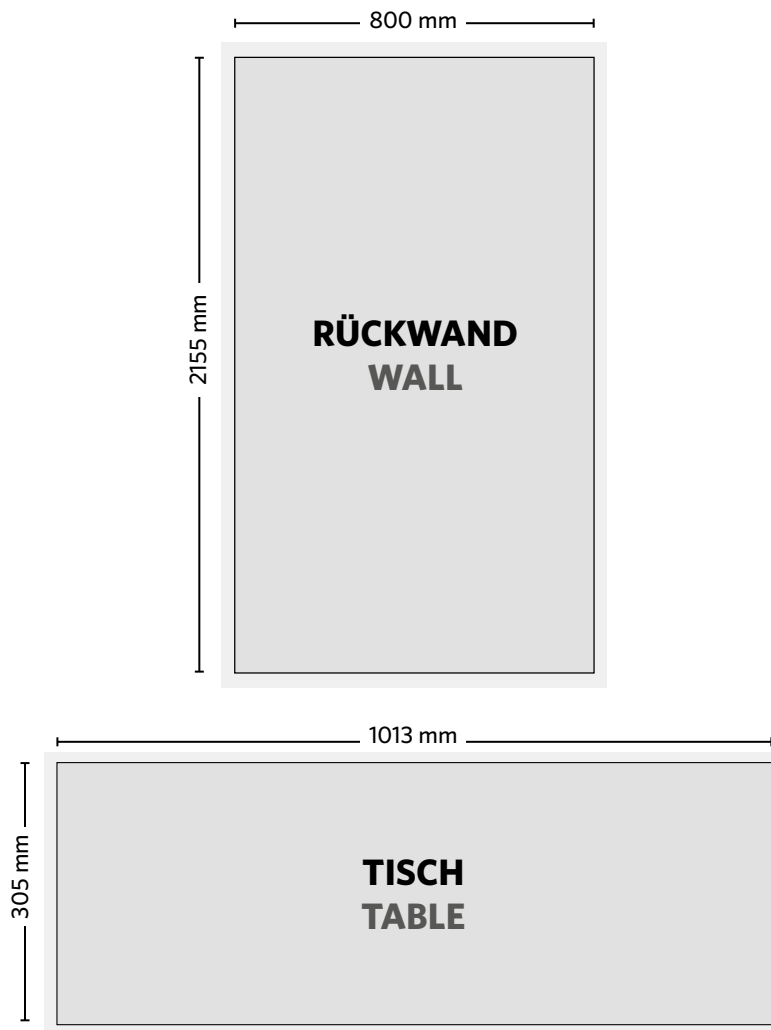 800 mm
2155 mm
RÜCKWAND
WALL
1013 mm
305 mm
TISCH
TABLE